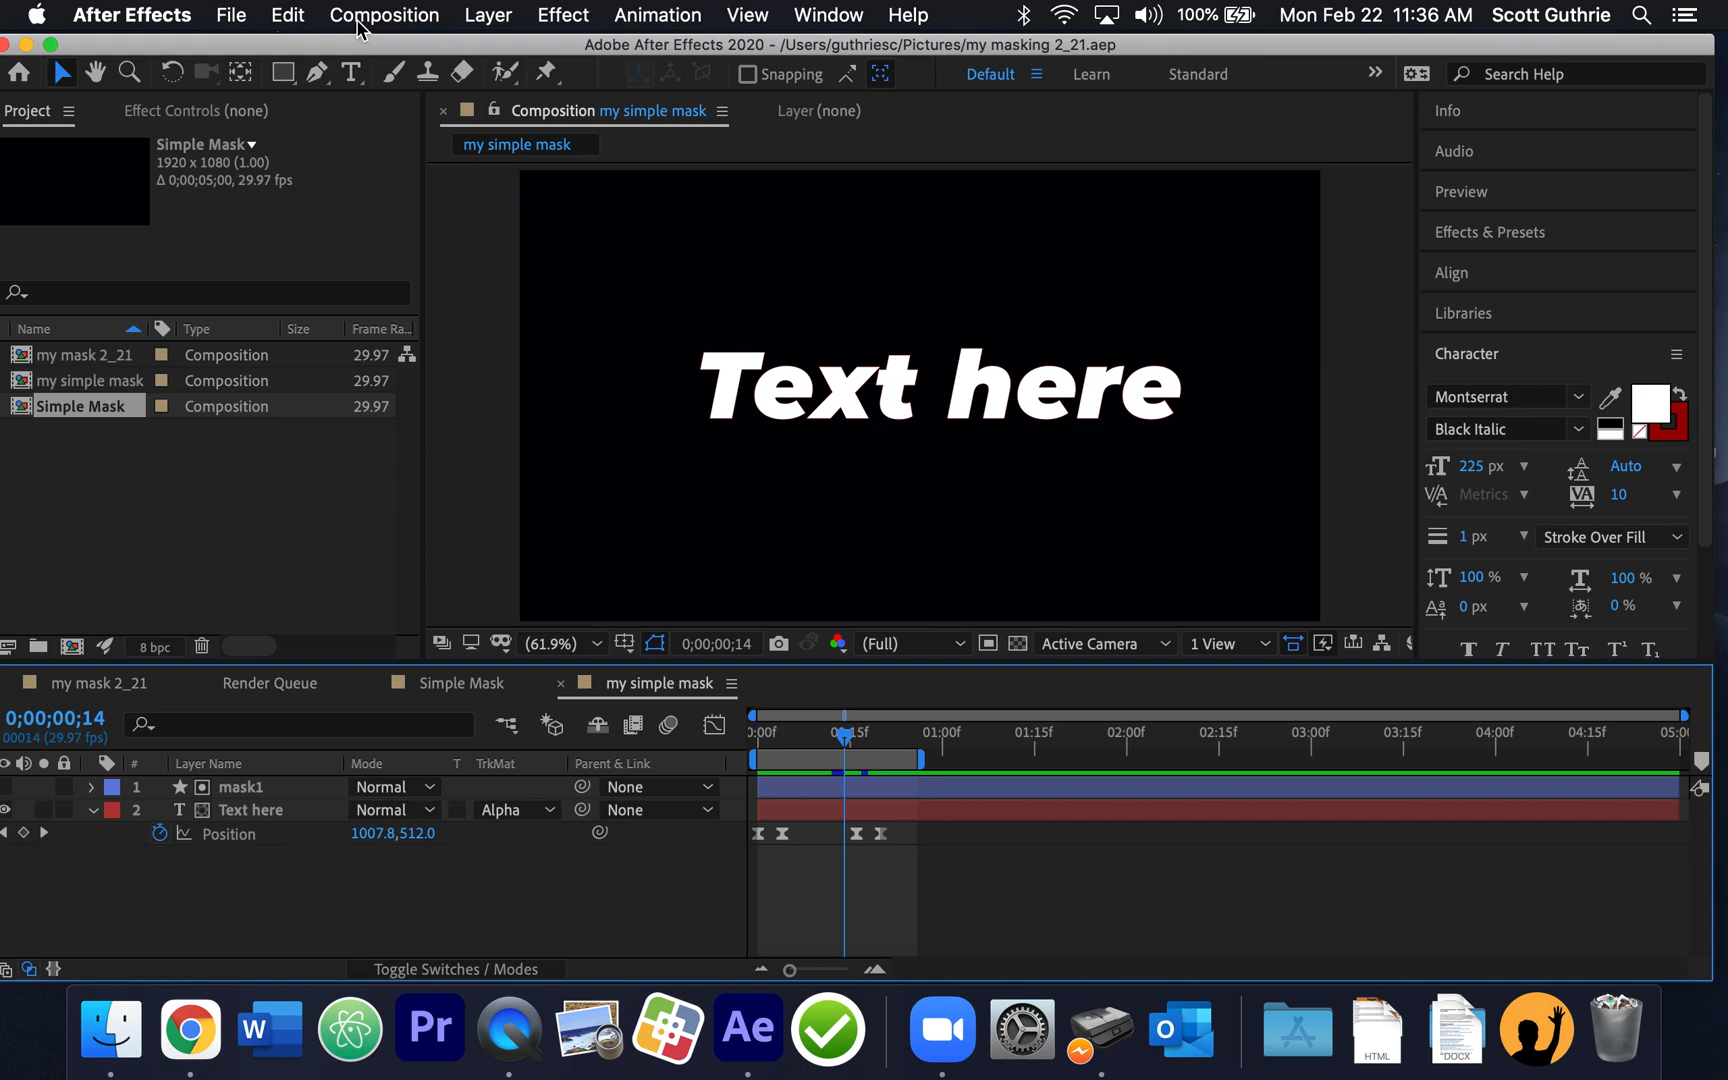 After Effects File Edit Composition Layer Effect Animation View Window Help 100% Mon Feb 22 11:36 AM Scott Guthrie
Adobe After Effects 2020 - /Users/guthriesc/Pictures/my masking 2_21.aep
Snapping Default Learn Standard Search Help
Project Effect Controls (none) Composition my simple mask Layer (none) Info
Simple Mask
1920 x 1080 (1.00)
Δ 0;00;05;00, 29.97 fps
my simple mask
Audio
Preview
Effects & Presets
Align
Libraries
Character
Name Type Size Frame Ra...
my mask 2_21 Composition 29.97
my simple mask Composition 29.97
Simple Mask Composition 29.97
Text here
Montserrat
Black Italic
225 px Auto
Metrics 10
1 px Stroke Over Fill
100 % 100 %
0 px 0 %
T T TT Tt T¹ T₁
8 bpc (61.9%) 0;00;00;14 (Full) Active Camera 1 View
my mask 2_21 Render Queue Simple Mask my simple mask
0;00;00;14
00014 (29.97 fps)
):00f 01:00f 01:15f 02:00f 02:15f 03:00f 03:15f 04:00f 04:15f 05:00
# Layer Name Mode T TrkMat Parent & Link
1 mask1 Normal None
2 T Text here Normal Alpha None
Position 1007.8,512.0
Toggle Switches / Modes
W Pr Ae HTML "DOCX"